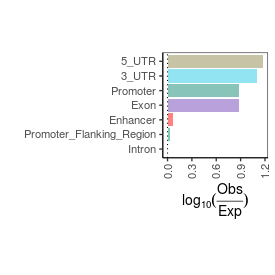 5_UTR
3_UTR
Promoter
Exon
Enhancer
Promoter_Flanking_Region
Intron
0.0 0.3 0.6 0.9 1.2
log10(Obs/Exp)